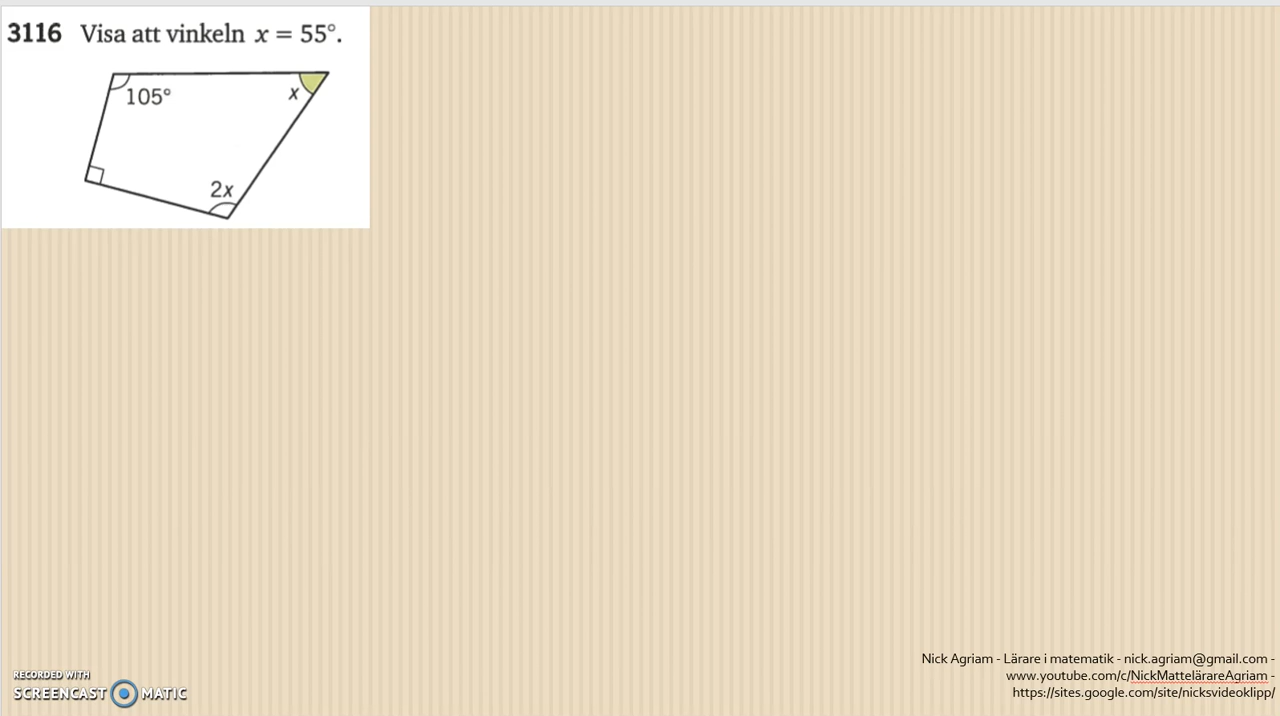 3116 Visa att vinkeln x = 55°.
105°
x
2x
Nick Agriam - Lärare i matematik - nick.agriam@gmail.com -
www.youtube.com/c/NickMattelärareAgriam -
https://sites.google.com/site/nicksvideoklipp/
RECORDED WITH
SCREENCAST MATIC